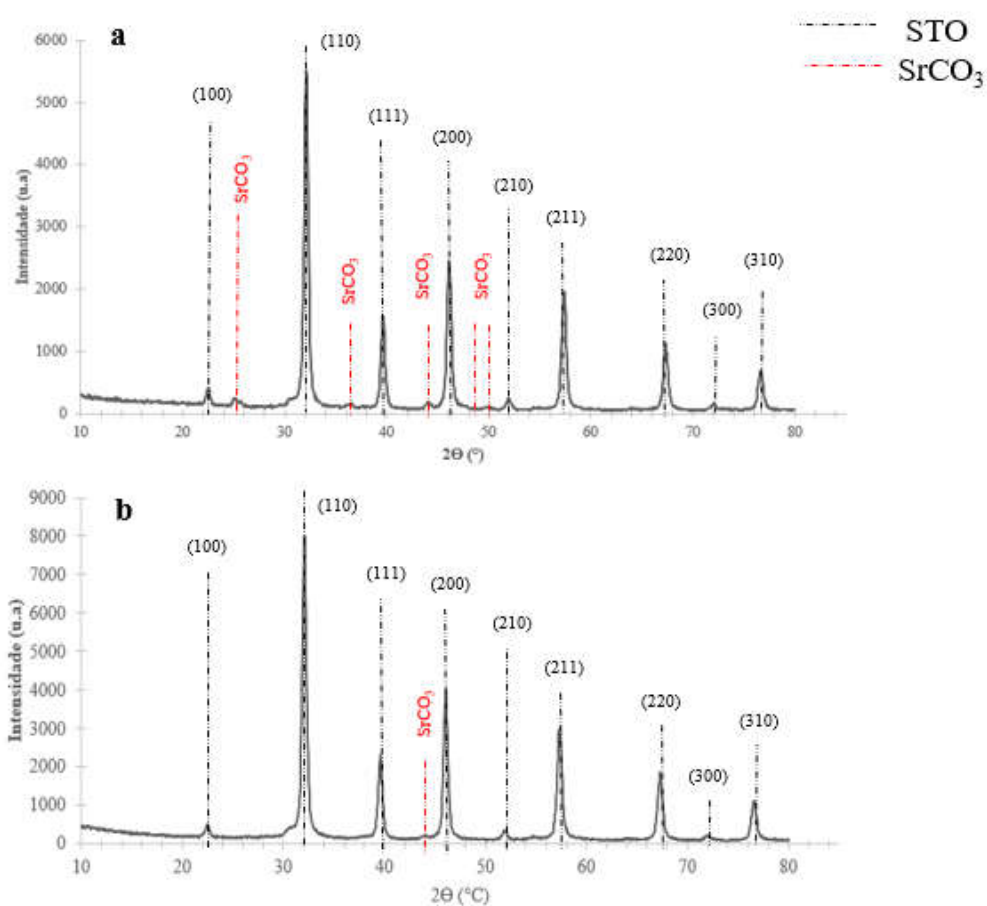 STO
SrCO3
a
6000
5000
4000
3000
2000
1000
0
Intensidade (u.a)
(100)
SrCO3
(110)
SrCO3
(111)
SrCO3
(200)
SrCO3
(210)
(211)
(220)
(300)
(310)
10 20 30 40 50 60 70 80
2Θ (°)
b
9000
8000
7000
6000
5000
4000
3000
2000
1000
0
Intensidade (u.a)
(100)
(110)
(111)
SrCO3
(200)
(210)
(211)
(220)
(300)
(310)
10 20 30 40 50 60 70 80
2Θ (°C)